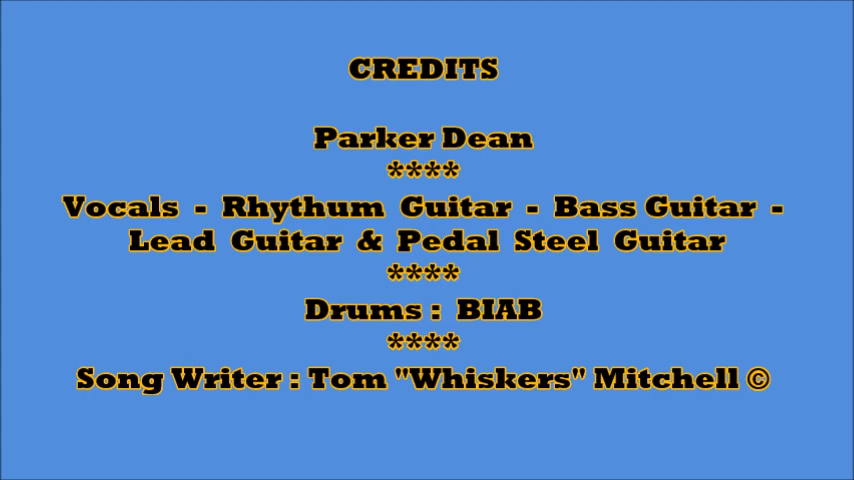 CREDITS
Parker Dean
****
Vocals - Rhythum Guitar - Bass Guitar -
Lead Guitar & Pedal Steel Guitar
****
Drums : BIAB
****
Song Writer : Tom "Whiskers" Mitchell ©